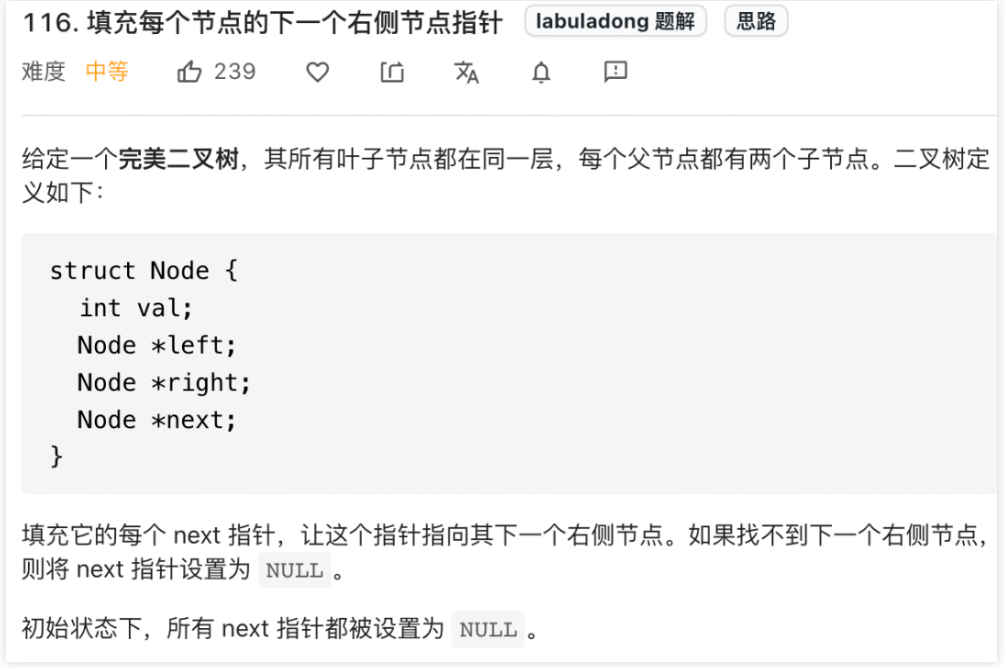 116. 填充每个节点的下一个右侧节点指针 labuladong 题解 思路
难度 中等 239
给定一个完美二叉树，其所有叶子节点都在同一层，每个父节点都有两个子节点。二叉树定
义如下：
struct Node {
  int val;
  Node *left;
  Node *right;
  Node *next;
}
填充它的每个 next 指针，让这个指针指向其下一个右侧节点。如果找不到下一个右侧节点，
则将 next 指针设置为 NULL 。
初始状态下，所有 next 指针都被设置为 NULL 。